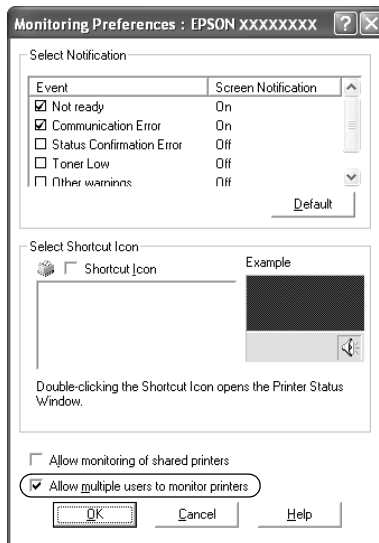 Monitoring Preferences : EPSON XXXXXXXX
Select Notification
Event Screen Notification
Not ready On
Communication Error On
Status Confirmation Error Off
Toner Low Off
Other warnings Off
Default
Select Shortcut Icon
Shortcut Icon
Example
Double-clicking the Shortcut Icon opens the Printer Status
Window.
Allow monitoring of shared printers
Allow multiple users to monitor printers
OK Cancel Help